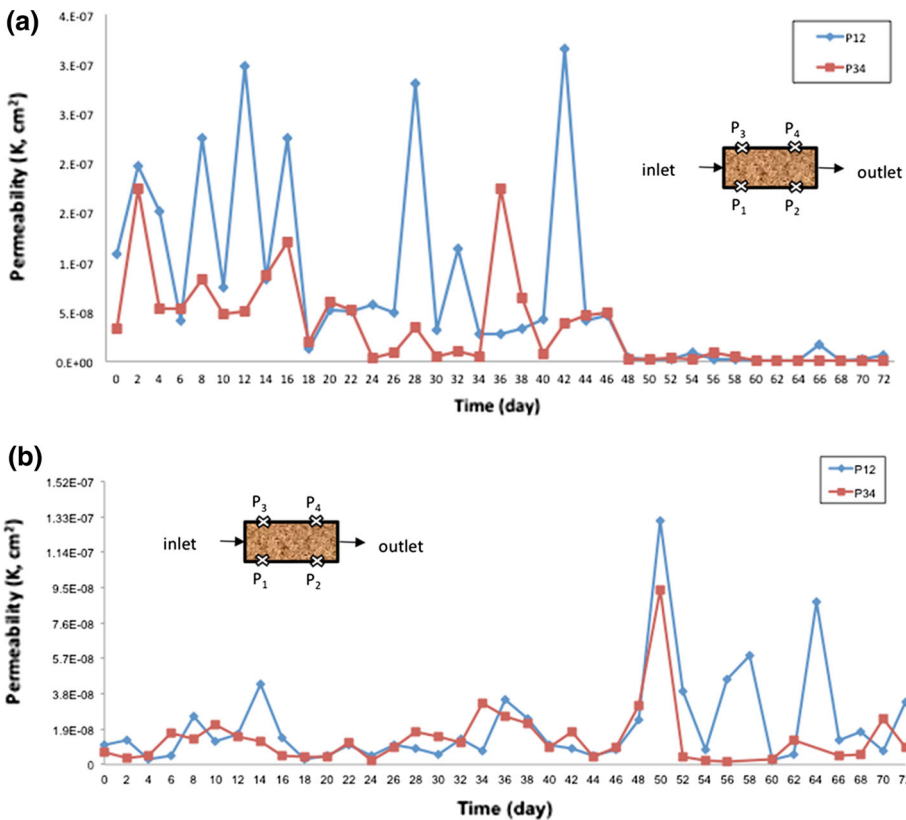 (a)
Permeability (K, cm²)
4.E-07
3.E-07
3.E-07
2.E-07
2.E-07
1.E-07
5.E-08
0.E+00
0 2 4 6 8 10 12 14 16 18 20 22 24 26 28 30 32 34 36 38 40 42 44 46 48 50 52 54 56 58 60 62 64 66 68 70 72
Time (day)
P12
P34
P₃ P₄
inlet outlet
P₁ P₂
(b)
Permeability (K, cm²)
1.52E-07
1.33E-07
1.14E-07
9.5E-08
7.6E-08
5.7E-08
3.8E-08
1.9E-08
0
0 2 4 6 8 10 12 14 16 18 20 22 24 26 28 30 32 34 36 38 40 42 44 46 48 50 52 54 56 58 60 62 64 66 68 70 72
Time (day)
P12
P34
P₃ P₄
inlet outlet
P₁ P₂